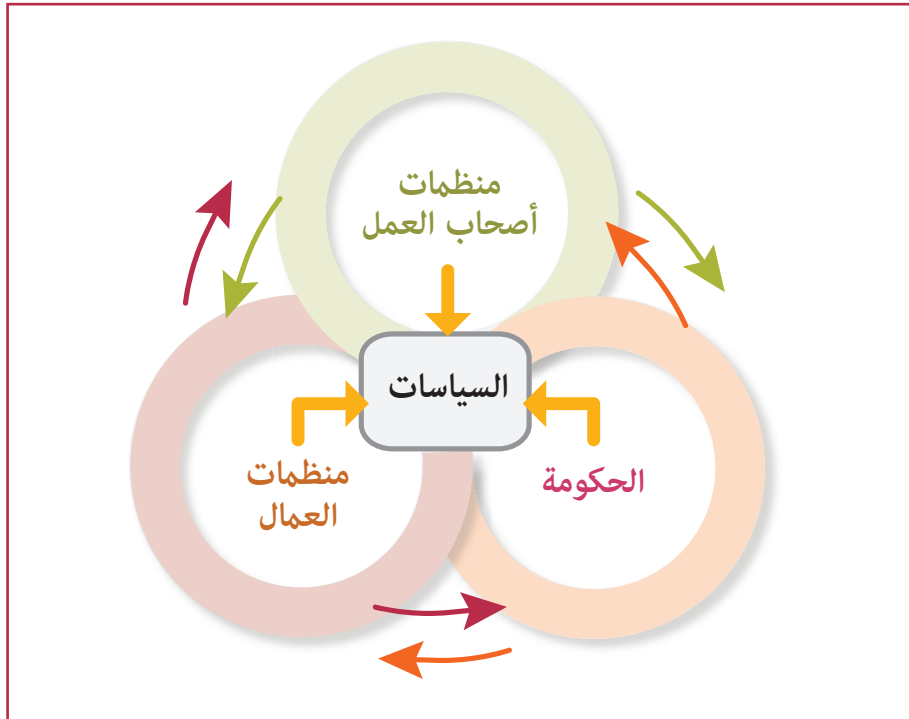 منظمات
أصحاب العمل
السياسات
الحكومة
منظمات
العمال